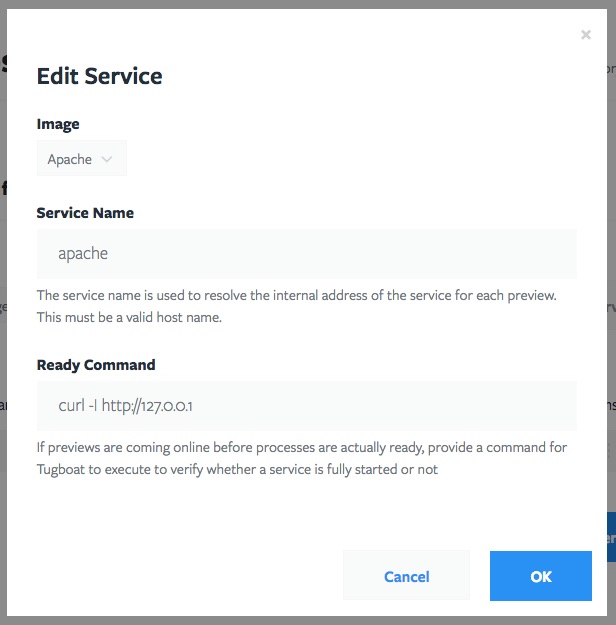 Edit Service
Image
Apache
Service Name
apache
The service name is used to resolve the internal address of the service for each preview.
This must be a valid host name.
Ready Command
curl -I http://127.0.0.1
If previews are coming online before processes are actually ready, provide a command for
Tugboat to execute to verify whether a service is fully started or not
Cancel
OK